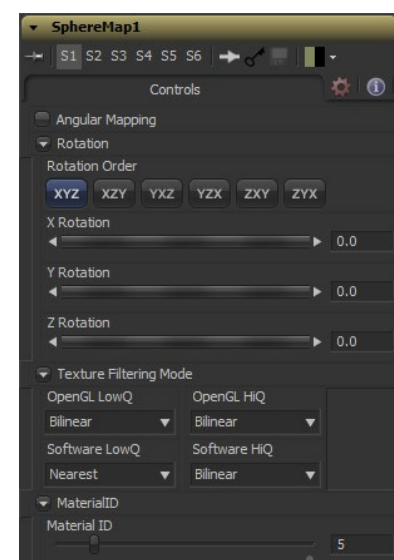 SphereMap1
S1 S2 S3 S4 S5 S6
Controls
Angular Mapping
Rotation
Rotation Order
XYZ XZY YXZ YZX ZXY ZYX
X Rotation
0.0
Y Rotation
0.0
Z Rotation
0.0
Texture Filtering Mode
OpenGL LowQ OpenGL HiQ
Bilinear Bilinear
Software LowQ Software HiQ
Nearest Bilinear
MaterialID
Material ID
5